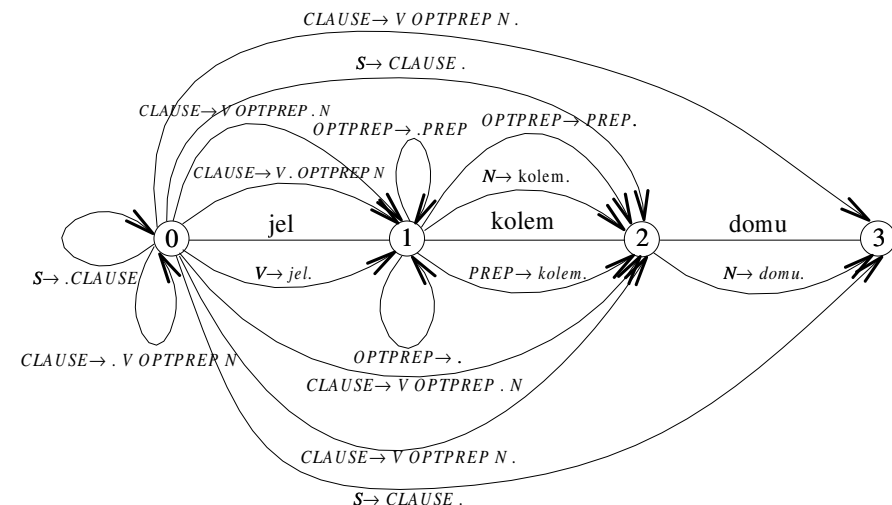 CLAUSE→ V OPTPREP N.
S→ CLAUSE .
CLAUSE→ V OPTPREP . N
OPTPREP→ .PREP
OPTPREP→ PREP.
CLAUSE→ V . OPTPREP N
N→ kolem.
jel
kolem
domu
0
1
2
3
S→ .CLAUSE
V→ jel.
PREP→ kolem.
N→ domu.
CLAUSE→ . V OPTPREP N
OPTPREP→ .
CLAUSE→ V OPTPREP . N
CLAUSE→ V OPTPREP N .
S→ CLAUSE .